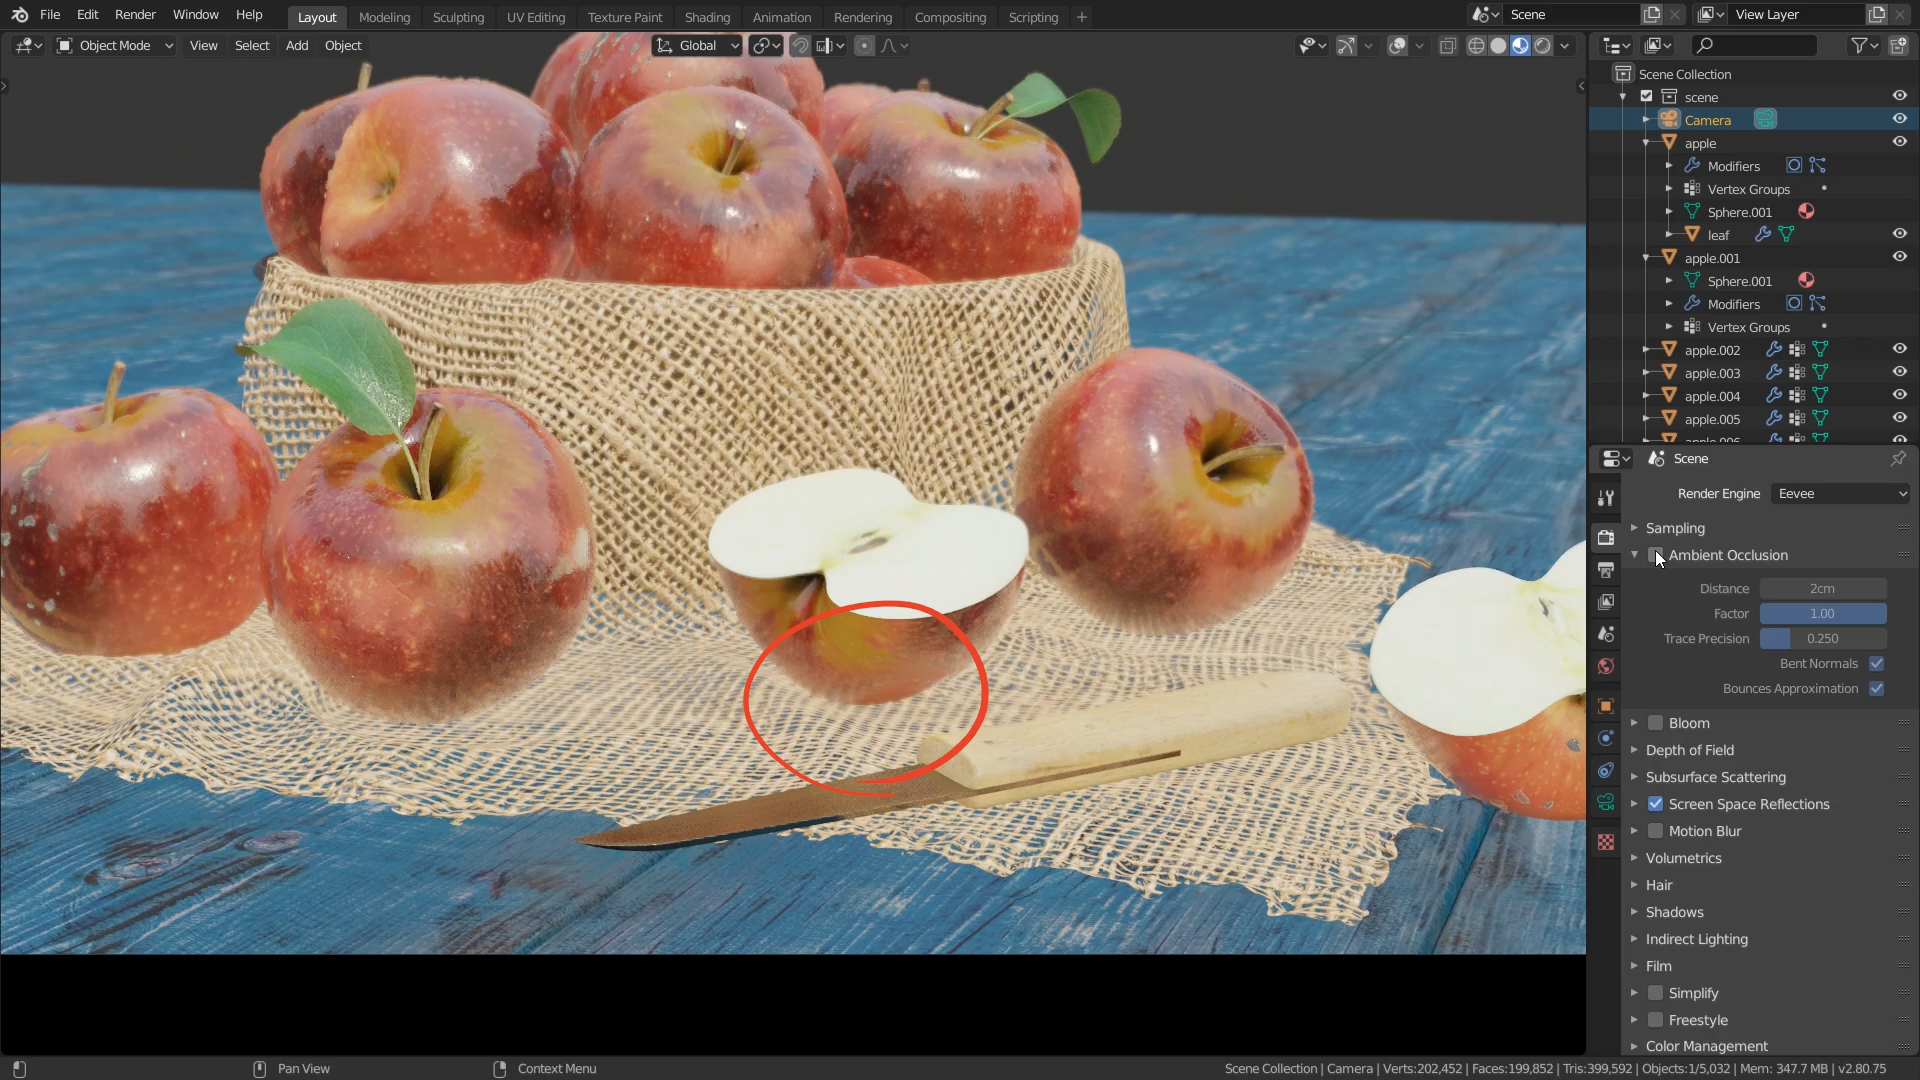 File Edit Render Window Help Layout Modeling Sculpting UV Editing Texture Paint Shading Animation Rendering Compositing Scripting + Scene View Layer
Object Mode View Select Add Object Global
Scene Collection
scene
Camera
apple
Modifiers
Vertex Groups
Sphere.001
leaf
apple.001
Sphere.001
Modifiers
Vertex Groups
apple.002
apple.003
apple.004
apple.005
apple.006
Scene
Render Engine Eevee
Sampling
Ambient Occlusion
Distance 2cm
Factor 1.00
Trace Precision 0.250
Bent Normals
Bounces Approximation
Bloom
Depth of Field
Subsurface Scattering
Screen Space Reflections
Motion Blur
Volumetrics
Hair
Shadows
Indirect Lighting
Film
Simplify
Freestyle
Color Management
Pan View Context Menu Scene Collection | Camera | Verts:202,452 | Faces:199,852 | Tris:399,592 | Objects:1/5,032 | Mem: 347.7 MB | v2.80.75